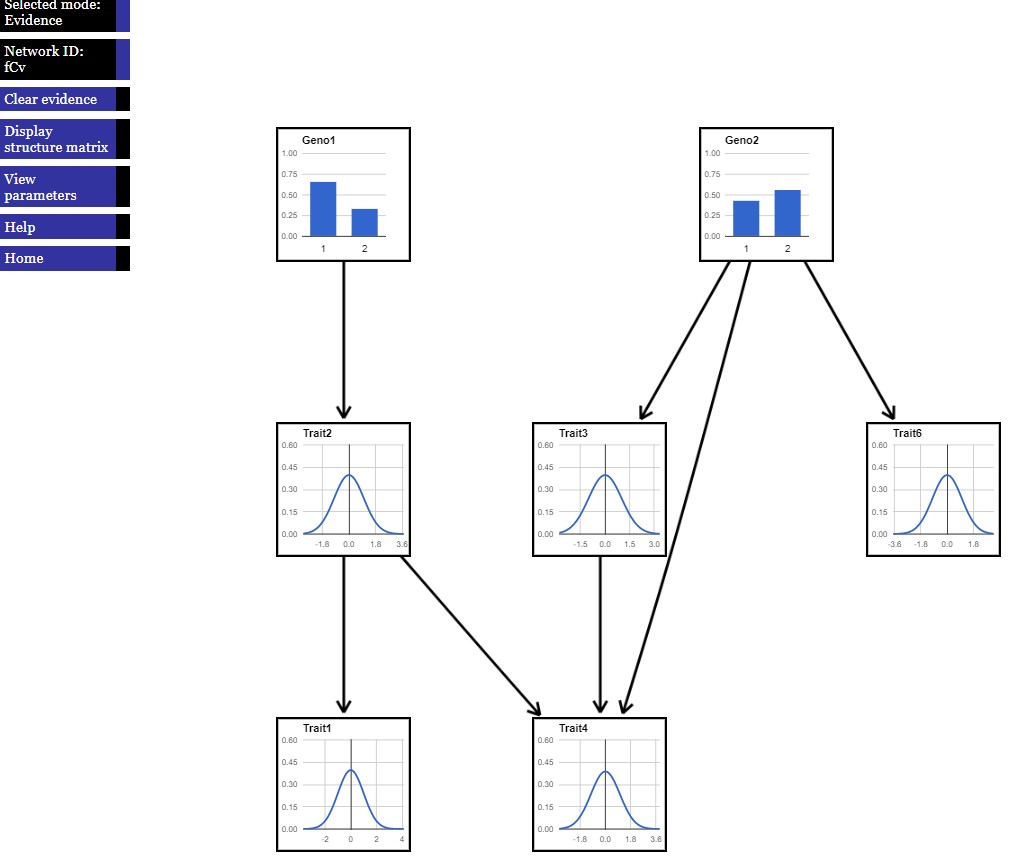 Selected mode:
Evidence
Network ID:
fCv
Clear evidence
Display
structure matrix
View
parameters
Help
Home
Geno1
1.00
0.75
0.50
0.25
0.00
1 2
Geno2
1.00
0.75
0.50
0.25
0.00
1 2
Trait2
0.60
0.45
0.30
0.15
0.00
-1.8 0.0 1.8 3.6
Trait3
0.60
0.45
0.30
0.15
0.00
-1.5 0.0 1.5 3.0
Trait6
0.60
0.45
0.30
0.15
0.00
-3.6 -1.8 0.0 1.8
Trait1
0.60
0.45
0.30
0.15
0.00
-2 0 2 4
Trait4
0.60
0.45
0.30
0.15
0.00
-1.8 0.0 1.8 3.6